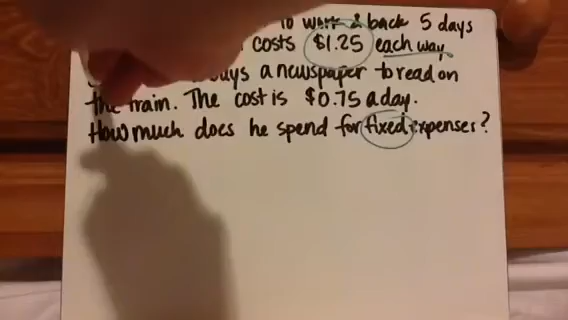 to work & back 5 days
costs $1.25 each way
a newspaper to read on
the train. The cost is $0.75 a day.
How much does he spend for fixed expenses?